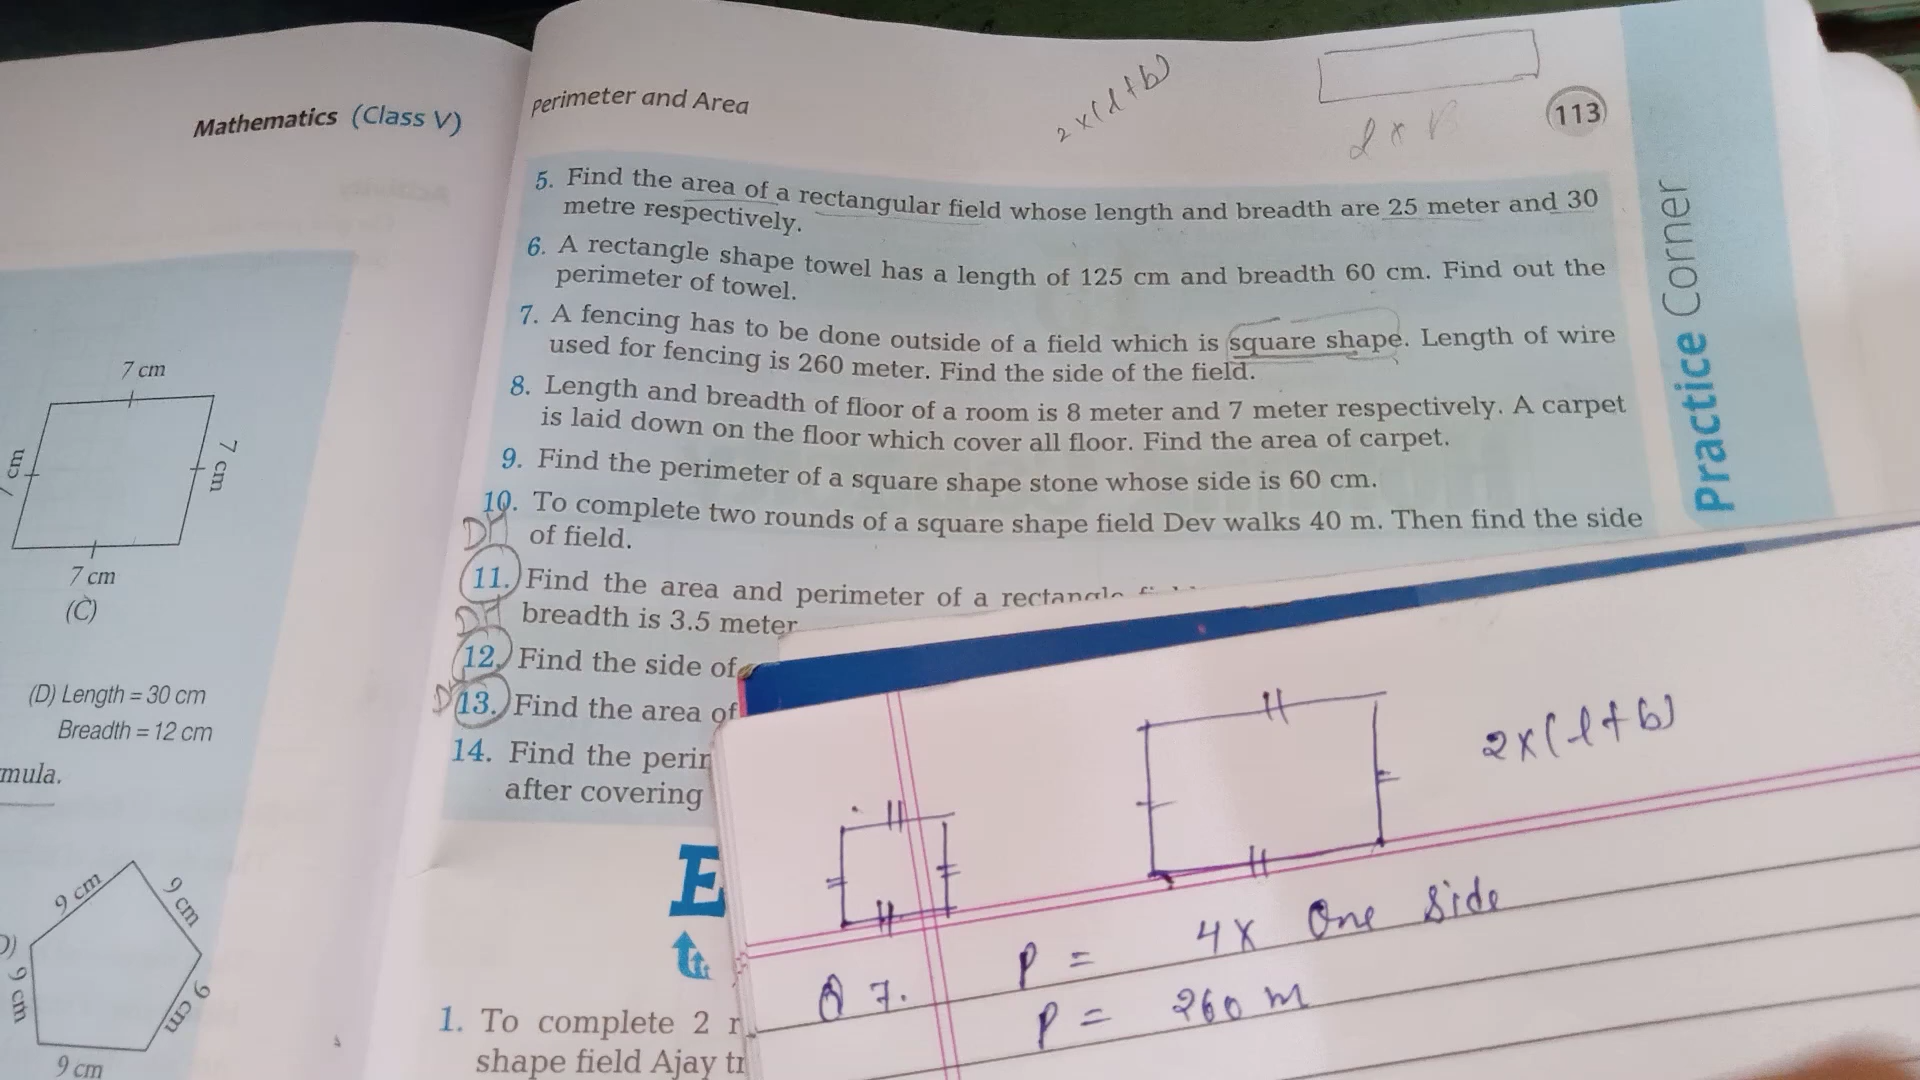 Mathematics (Class V)
7 cm
7 cm
cm
7 cm
(C)
(D) Length = 30 cm
Breadth = 12 cm
mula.
9 cm
9 cm
9 cm
9 cm
9 cm
perimeter and Area
2 x (l + b)
l x B
113
5. Find the area of a rectangular field whose length and breadth are 25 meter and 30
metre respectively.
6. A rectangle shape towel has a length of 125 cm and breadth 60 cm. Find out the
perimeter of towel.
7. A fencing has to be done outside of a field which is square shape. Length of wire
used for fencing is 260 meter. Find the side of the field.
8. Length and breadth of floor of a room is 8 meter and 7 meter respectively. A carpet
is laid down on the floor which cover all floor. Find the area of carpet.
9. Find the perimeter of a square shape stone whose side is 60 cm.
10. To complete two rounds of a square shape field Dev walks 40 m. Then find the side
of field.
11. Find the area and perimeter of a rectangle
breadth is 3.5 meter
12. Find the side of
13. Find the area of
14. Find the perim
after covering
Practice Corner
E
1. To complete 2 r
shape field Ajay tr
2 x (l + b)
P = 4x One Side
Q 7.
P = 260 m